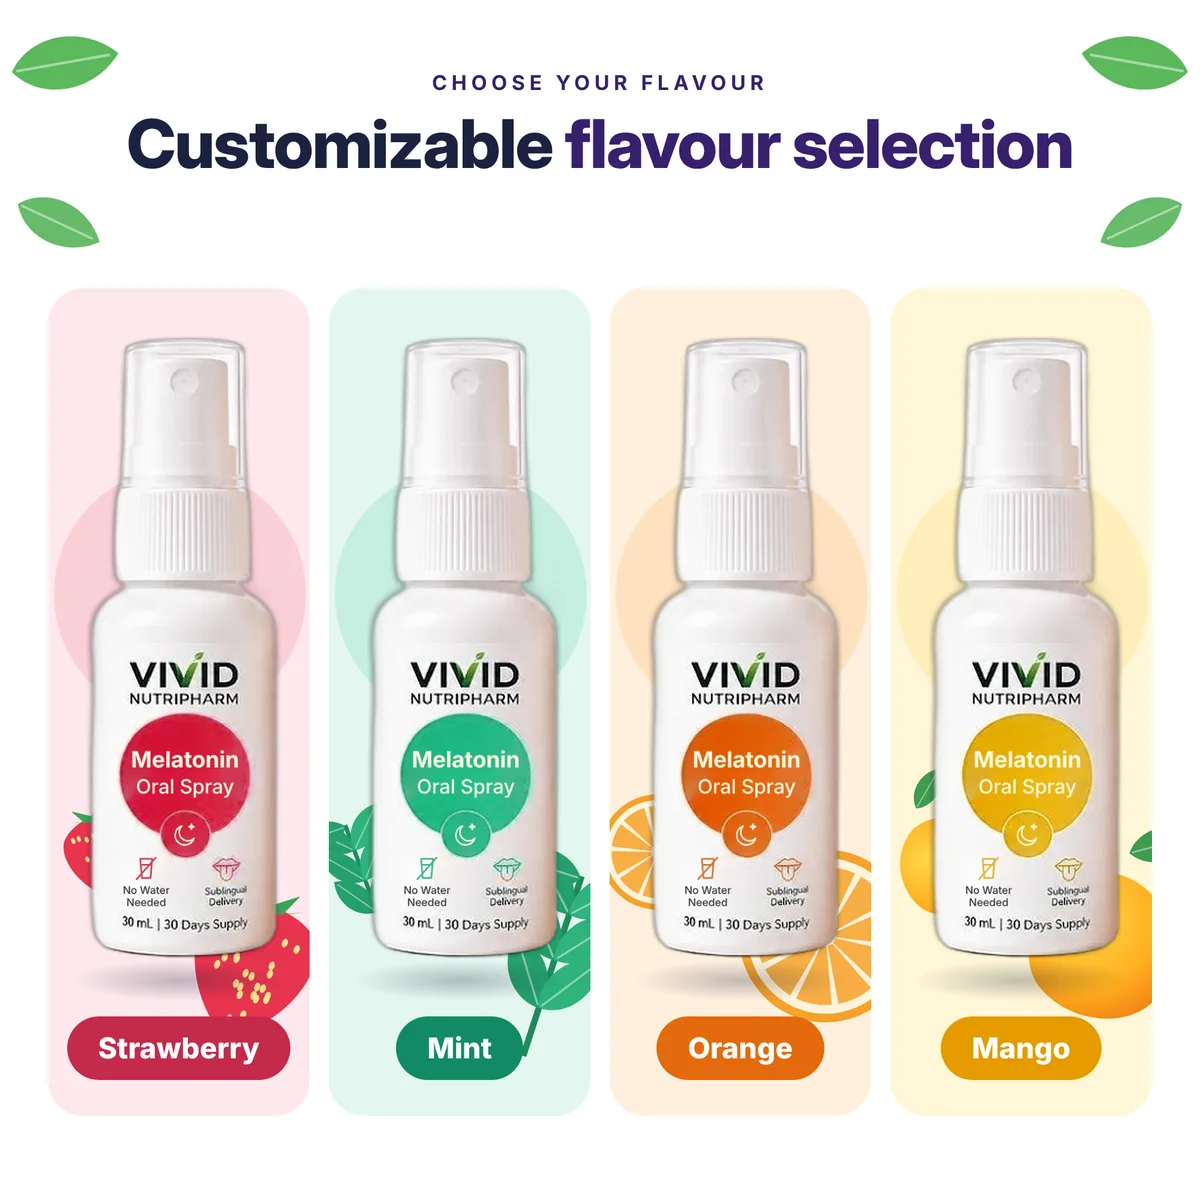 CHOOSE YOUR FLAVOUR
Customizable flavour selection
VIVID
NUTRIPHARM
Melatonin
Oral Spray
No Water
Needed
Sublingual
Delivery
30 mL | 30 Days Supply
Strawberry
VIVID
NUTRIPHARM
Melatonin
Oral Spray
No Water
Needed
Sublingual
Delivery
30 mL | 30 Days Supply
Mint
VIVID
NUTRIPHARM
Melatonin
Oral Spray
No Water
Needed
Sublingual
Delivery
30 mL | 30 Days Supply
Orange
VIVID
NUTRIPHARM
Melatonin
Oral Spray
No Water
Needed
Sublingual
Delivery
30 mL | 30 Days Supply
Mango